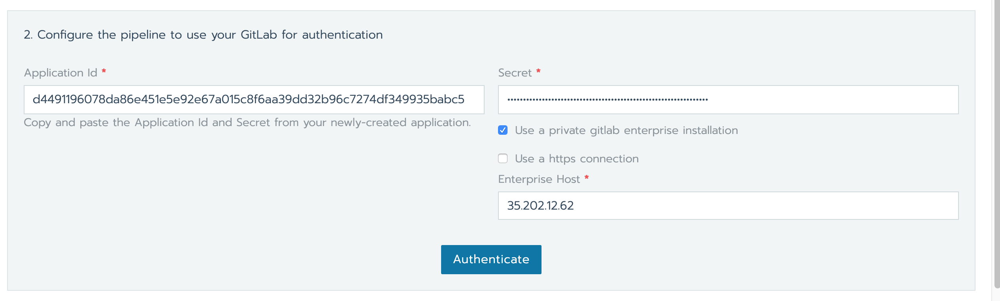 2. Configure the pipeline to use your GitLab for authentication
Application Id *
d4491196078da86e451e5e92e67a015c8f6aa39dd32b96c7274df349935babc5
Copy and paste the Application Id and Secret from your newly-created application.
Secret *
••••••••••••••••••••••••••••••••••••••••••••••••••••••••••••••••
Use a private gitlab enterprise installation
Use a https connection
Enterprise Host *
35.202.12.62
Authenticate